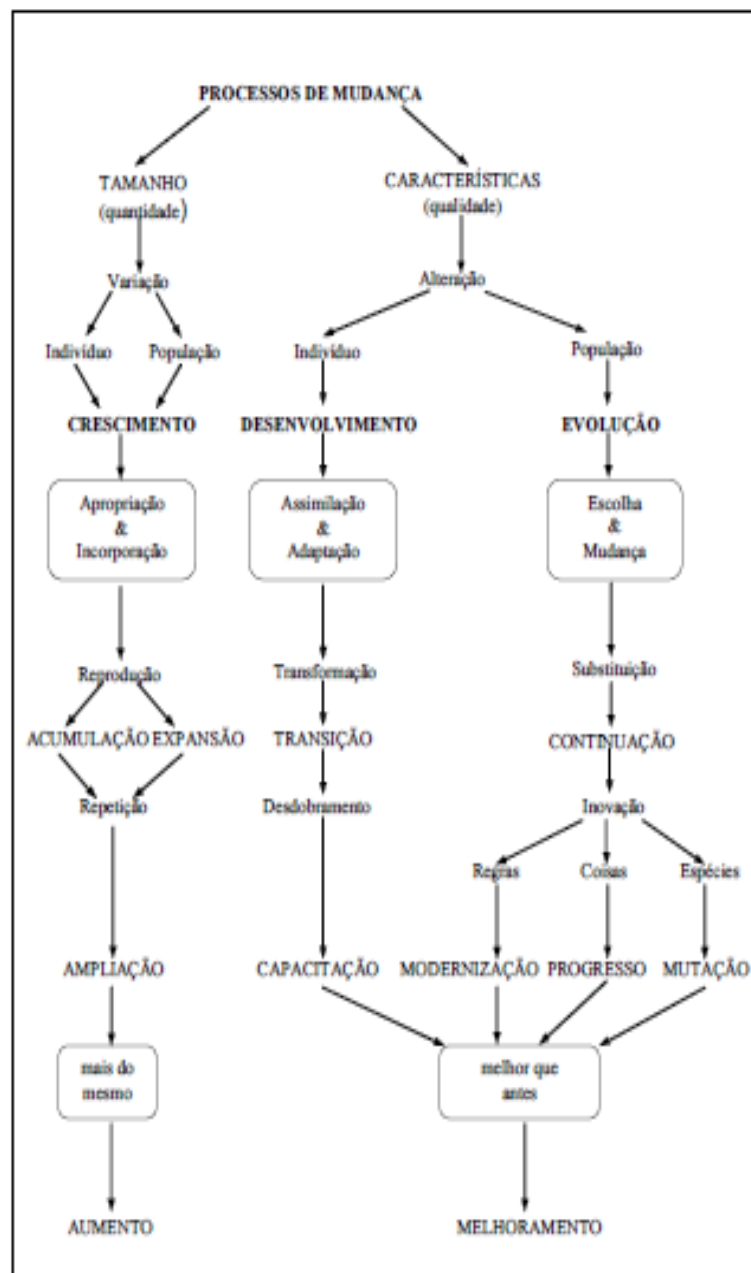 PROCESSOS DE MUDANÇA
TAMANHO
(quantidade)
CARACTERÍSTICAS
(qualidade)
Variação
Alteração
Indivíduo
População
Indivíduo
População
CRESCIMENTO
DESENVOLVIMENTO
EVOLUÇÃO
Apropriação
&
Incorporação
Assimilação
&
Adaptação
Escolha
&
Mudança
Reprodução
Transformação
Substituição
ACUMULAÇÃO
EXPANSÃO
TRANSIÇÃO
CONTINUAÇÃO
Repetição
Desdobramento
Inovação
Regras
Coisas
Espécies
AMPLIAÇÃO
CAPACITAÇÃO
MODERNIZAÇÃO
PROGRESSO
MUTAÇÃO
mais do
mesmo
melhor que
antes
AUMENTO
MELHORAMENTO